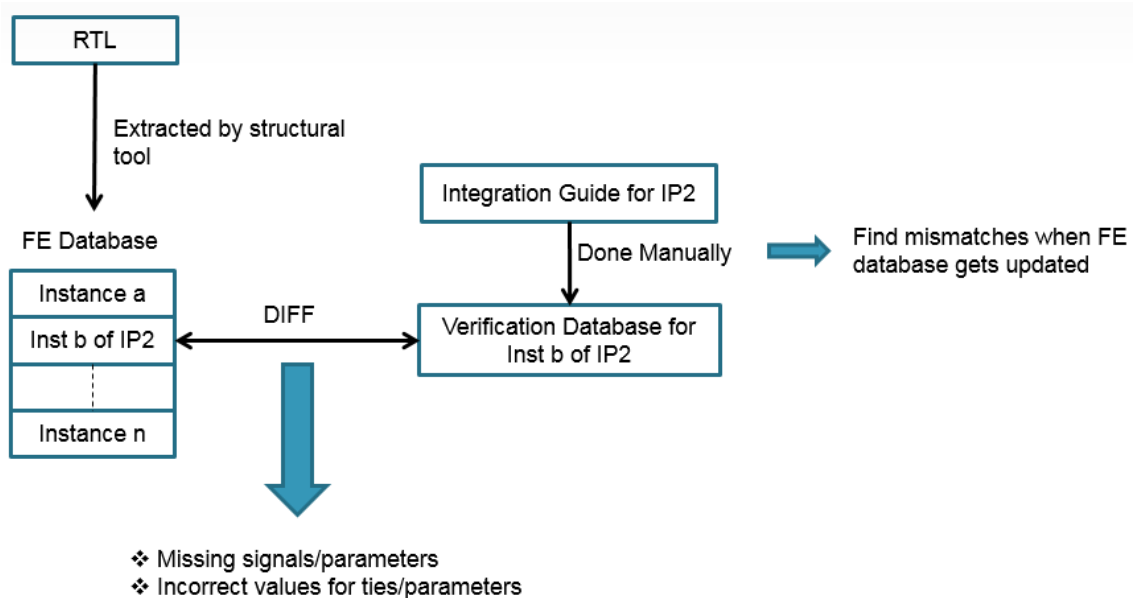 RTL
Extracted by structural
tool
FE Database
Instance a
Inst b of IP2
Instance n
DIFF
Integration Guide for IP2
Done Manually
Verification Database for
Inst b of IP2
Find mismatches when FE
database gets updated
❖ Missing signals/parameters
❖ Incorrect values for ties/parameters